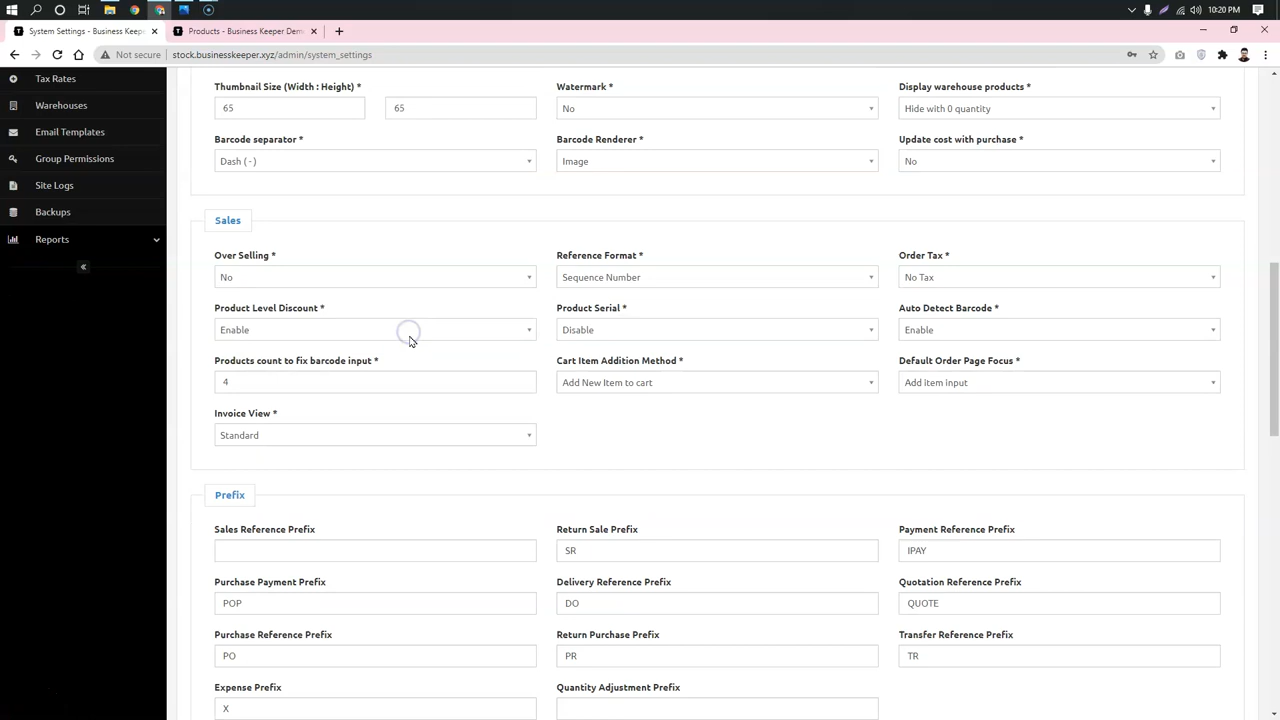 10:20 PM
System Settings - Business Keepe
Products - Business Keeper Demo
Not secure
stock.businesskeeper.xyz/admin/system_settings
Tax Rates
Warehouses
Email Templates
Group Permissions
Site Logs
Backups
Reports
Thumbnail Size (Width : Height) *
Watermark *
Display warehouse products *
65
65
No
Hide with 0 quantity
Barcode separator *
Barcode Renderer *
Update cost with purchase *
Dash ( - )
Image
No
Sales
Over Selling *
Reference Format *
Order Tax *
No
Sequence Number
No Tax
Product Level Discount *
Product Serial *
Auto Detect Barcode *
Enable
Disable
Enable
Products count to fix barcode input *
Cart Item Addition Method *
Default Order Page Focus *
4
Add New Item to cart
Add item input
Invoice View *
Standard
Prefix
Sales Reference Prefix
Return Sale Prefix
Payment Reference Prefix
SR
IPAY
Purchase Payment Prefix
Delivery Reference Prefix
Quotation Reference Prefix
POP
DO
QUOTE
Purchase Reference Prefix
Return Purchase Prefix
Transfer Reference Prefix
PO
PR
TR
Expense Prefix
Quantity Adjustment Prefix
X